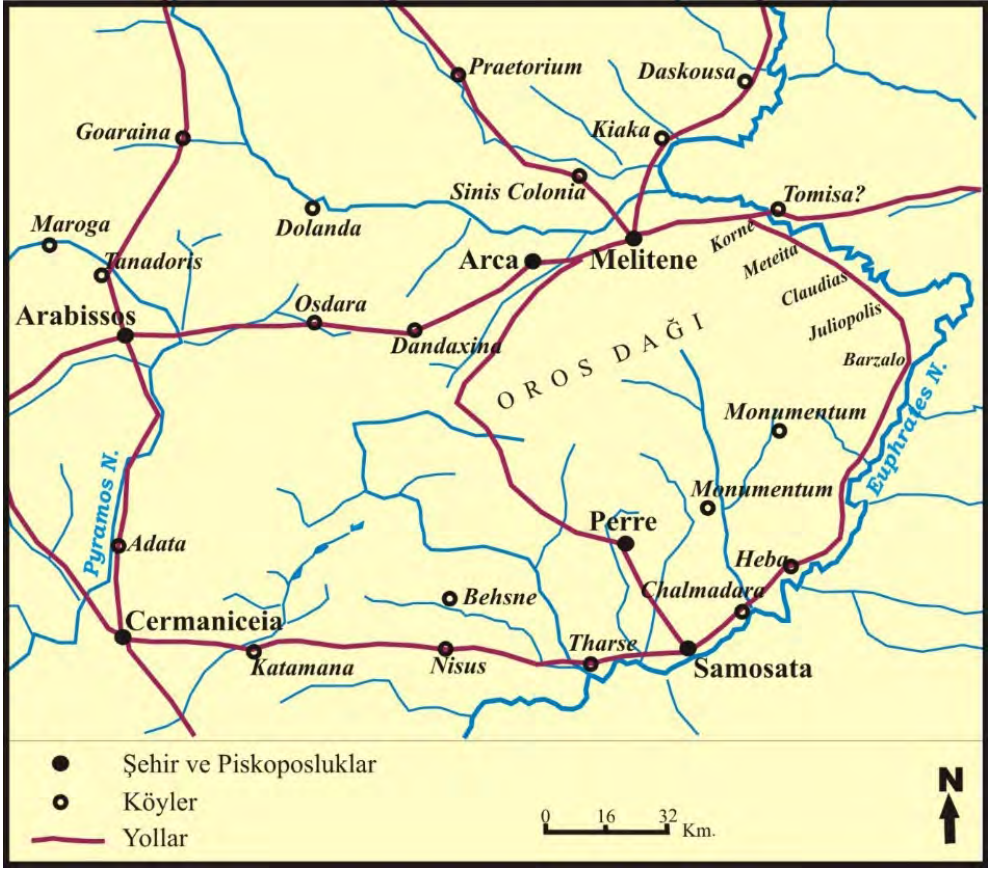 Praetorium
Daskousa
Goaraina
Kiaka
Sinis Colonia
Tomisa?
Maroga
Dolanda
Korne
Tanadoris
Arca
Melitene
Meteita
Claudias
Arabissos
Osdara
Juliopolis
Dandaxina
OROS DAĞI
Barzalo
Monumentum
Euphrates N.
Pyramos N.
Monumentum
Perre
Adata
Heba
Chalmadara
Behsne
Cermaniceia
Tharse
Katamana
Nisus
Samosata
Şehir ve Piskoposluklar
Köyler
Yollar
0 16 32
Km.
N